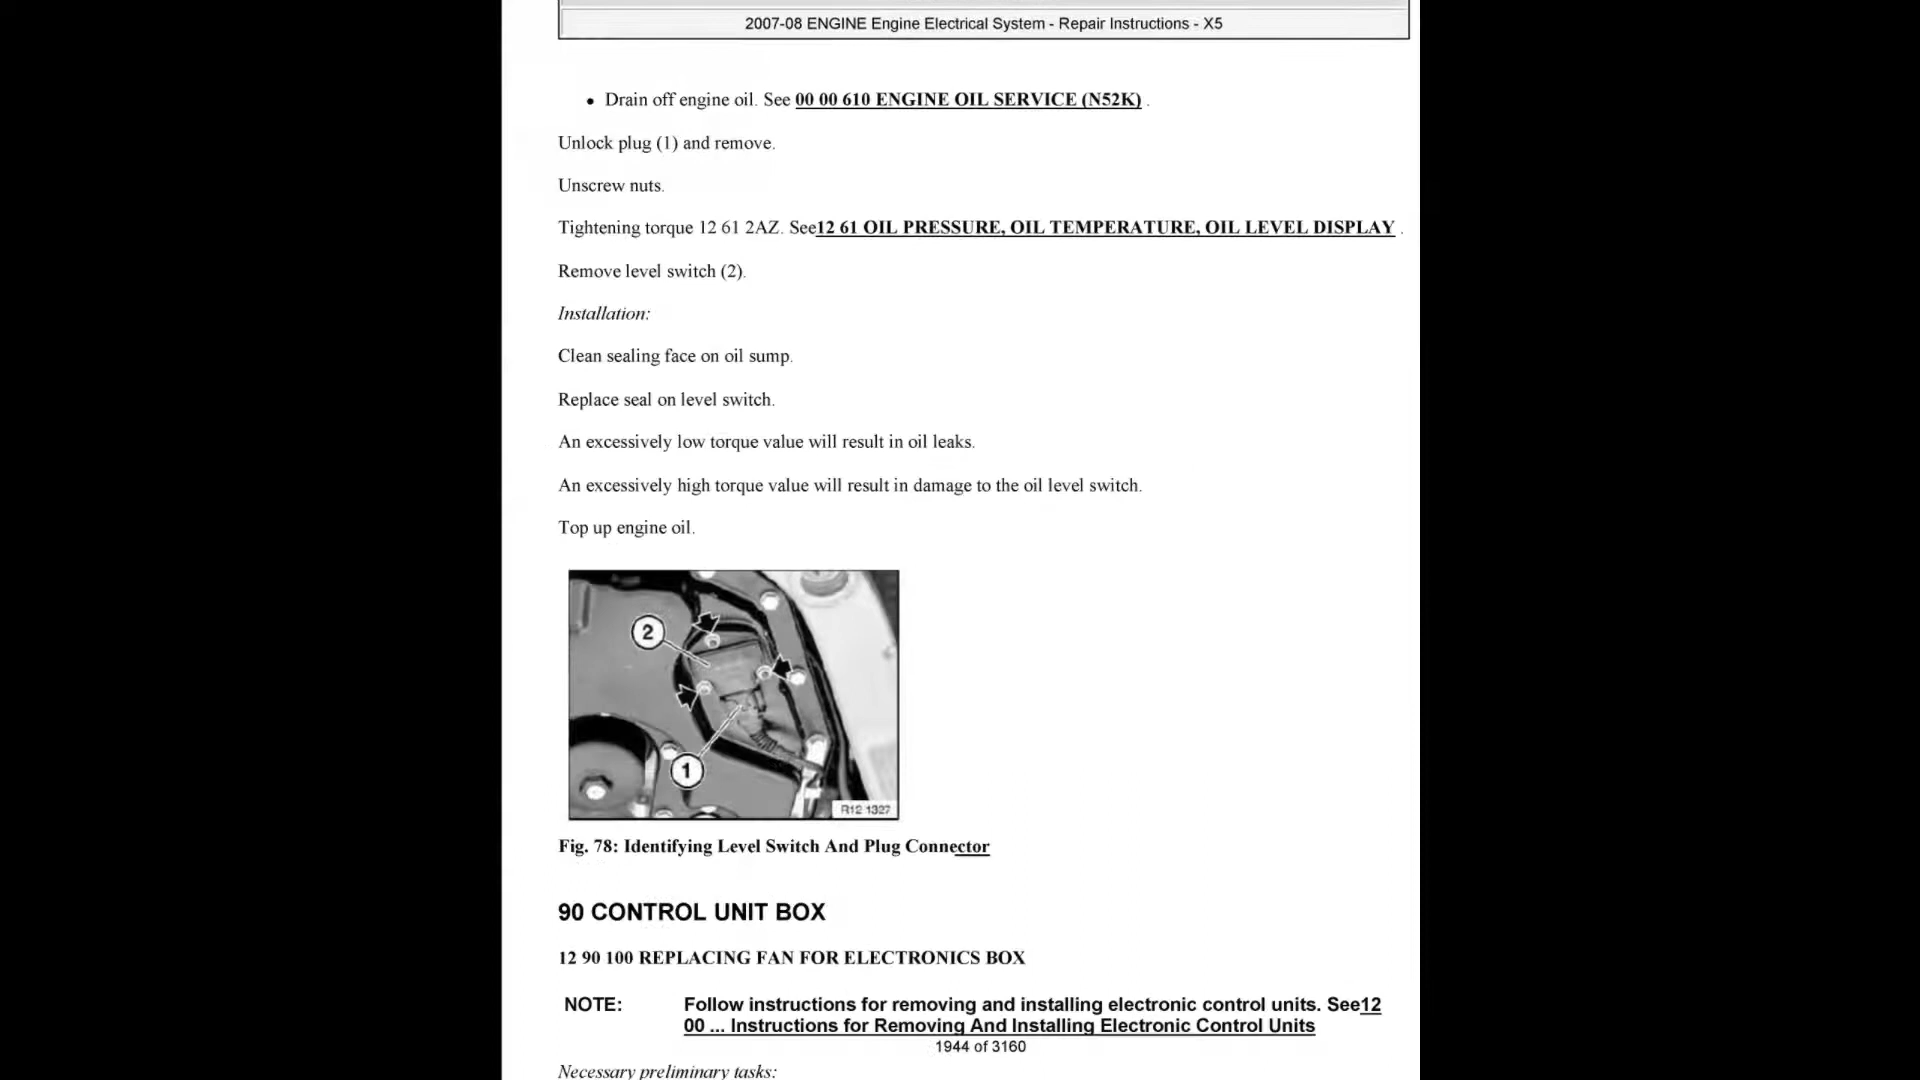 2007-08 ENGINE Engine Electrical System - Repair Instructions - X5
• Drain off engine oil. See 00 00 610 ENGINE OIL SERVICE (N52K) .
Unlock plug (1) and remove.
Unscrew nuts.
Tightening torque 12 61 2AZ. See12 61 OIL PRESSURE, OIL TEMPERATURE, OIL LEVEL DISPLAY .
Remove level switch (2).
Installation:
Clean sealing face on oil sump.
Replace seal on level switch.
An excessively low torque value will result in oil leaks.
An excessively high torque value will result in damage to the oil level switch.
Top up engine oil.
2
1
R12 1327
Fig. 78: Identifying Level Switch And Plug Connector
90 CONTROL UNIT BOX
12 90 100 REPLACING FAN FOR ELECTRONICS BOX
NOTE: Follow instructions for removing and installing electronic control units. See12
00 ... Instructions for Removing And Installing Electronic Control Units
1944 of 3160
Necessary preliminary tasks: